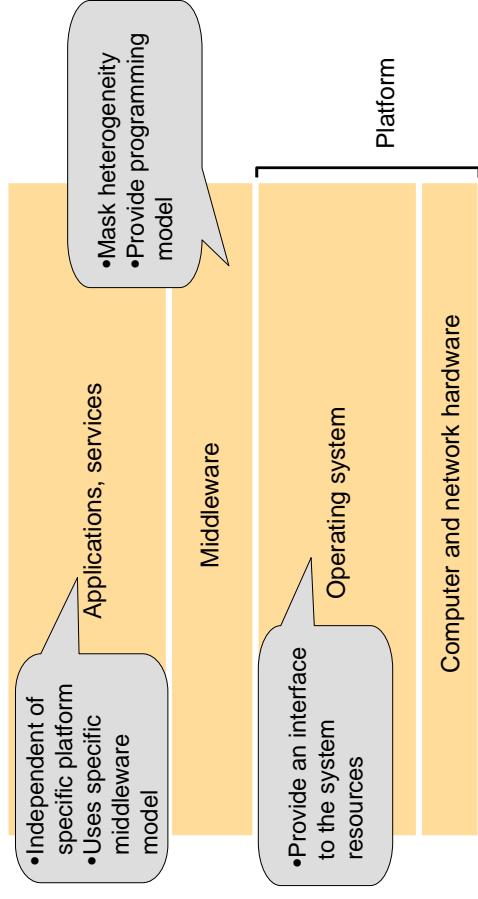 •Independent of
specific platform
•Uses specific
middleware
model
Applications, services
•Mask heterogeneity
•Provide programming
model
Middleware
•Provide an interface
to the system
resources
Operating system
Computer and network hardware
Platform